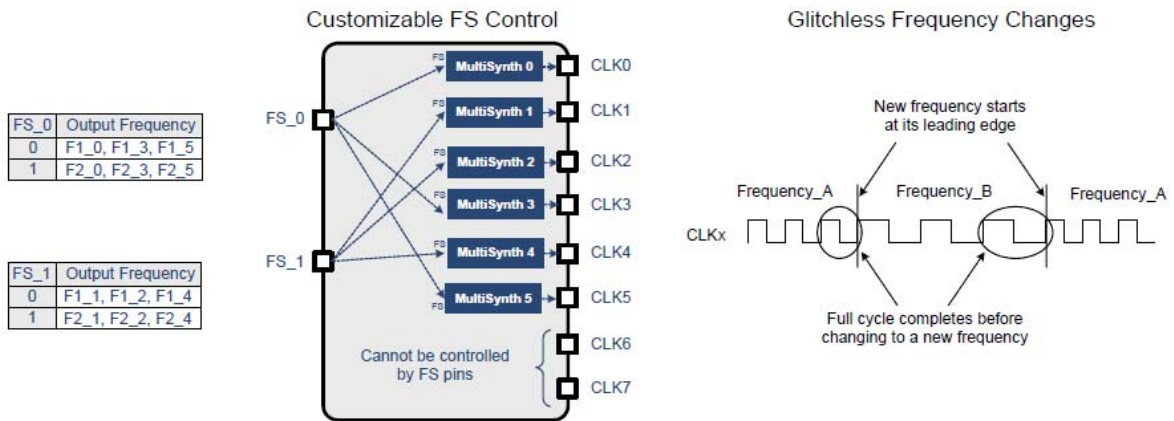 Customizable FS Control
Glitchless Frequency Changes
FS_0 Output Frequency
0 F1_0, F1_3, F1_5
1 F2_0, F2_3, F2_5
FS_1 Output Frequency
0 F1_1, F1_2, F1_4
1 F2_1, F2_2, F2_4
FS_0
FS_1
FS
MultiSynth 0
CLK0
FS
MultiSynth 1
CLK1
FS
MultiSynth 2
CLK2
FS
MultiSynth 3
CLK3
FS
MultiSynth 4
CLK4
FS
MultiSynth 5
CLK5
Cannot be controlled
by FS pins
CLK6
CLK7
New frequency starts
at its leading edge
Frequency_A
Frequency_B
Frequency_A
CLKx
Full cycle completes before
changing to a new frequency